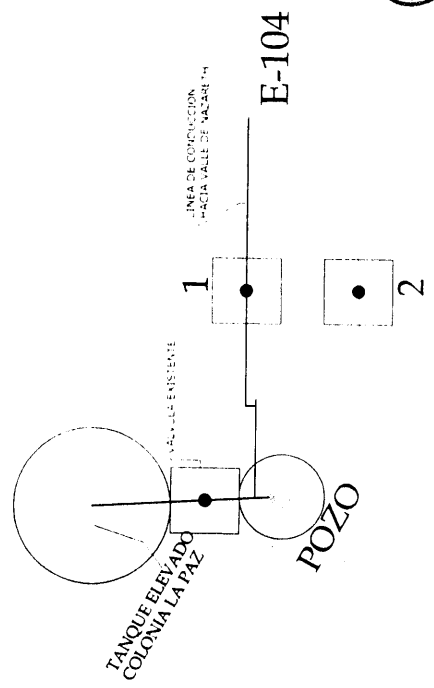 TANQUE ELEVADO
COLONIA LA PAZ
VALVULA EXISTENTE
POZO
1
2
LINEA DE CONDUCCION
HACIA VALLE DE NAZARETH
E-104